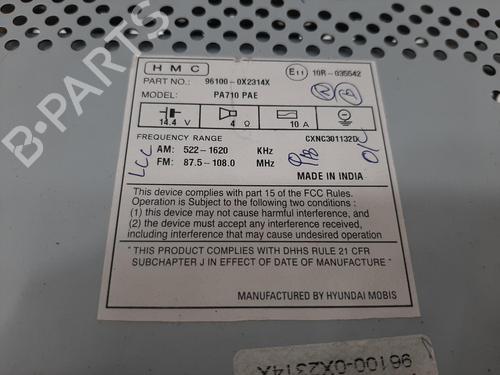 HMC
E11 10R-035542
PART NO.: 96100-0X2314X
MODEL: PA710 PAE
14.4 V 4 Ω 10 A
FREQUENCY RANGE CXNC301132D
AM: 522-1620 KHz
FM: 87.5-108.0 MHz
MADE IN INDIA
LCC
This device complies with part 15 of the FCC Rules.
Operation is Subject to the following two conditions:
(1) this device may not cause harmful interference, and
(2) the device must accept any interference received,
including interference that may cause undesired operation
" THIS PRODUCT COMPLIES WITH DHHS RULE 21 CFR
SUBCHAPTER J IN EFFECT OF DATE OF MANUFACTURE. "
MANUFACTURED BY HYUNDAI MOBIS
96100-0X2314X